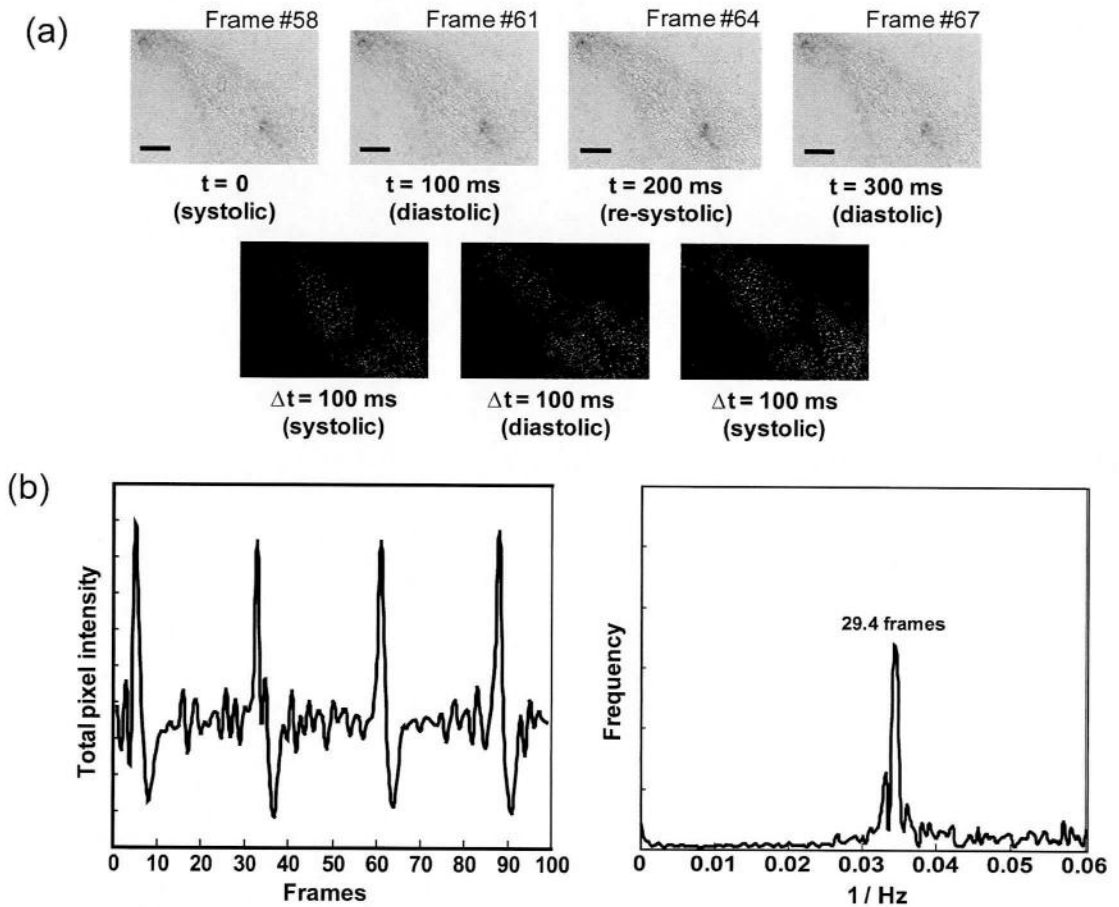 (a)
Frame #58 Frame #61 Frame #64 Frame #67
t = 0 t = 100 ms t = 200 ms t = 300 ms
(systolic) (diastolic) (re-systolic) (diastolic)
Δt = 100 ms Δt = 100 ms Δt = 100 ms
(systolic) (diastolic) (systolic)
(b)
Total pixel intensity
0 10 20 30 40 50 60 70 80 90 100
Frames
29.4 frames
Frequency
0 0.01 0.02 0.03 0.04 0.05 0.06
1 / Hz